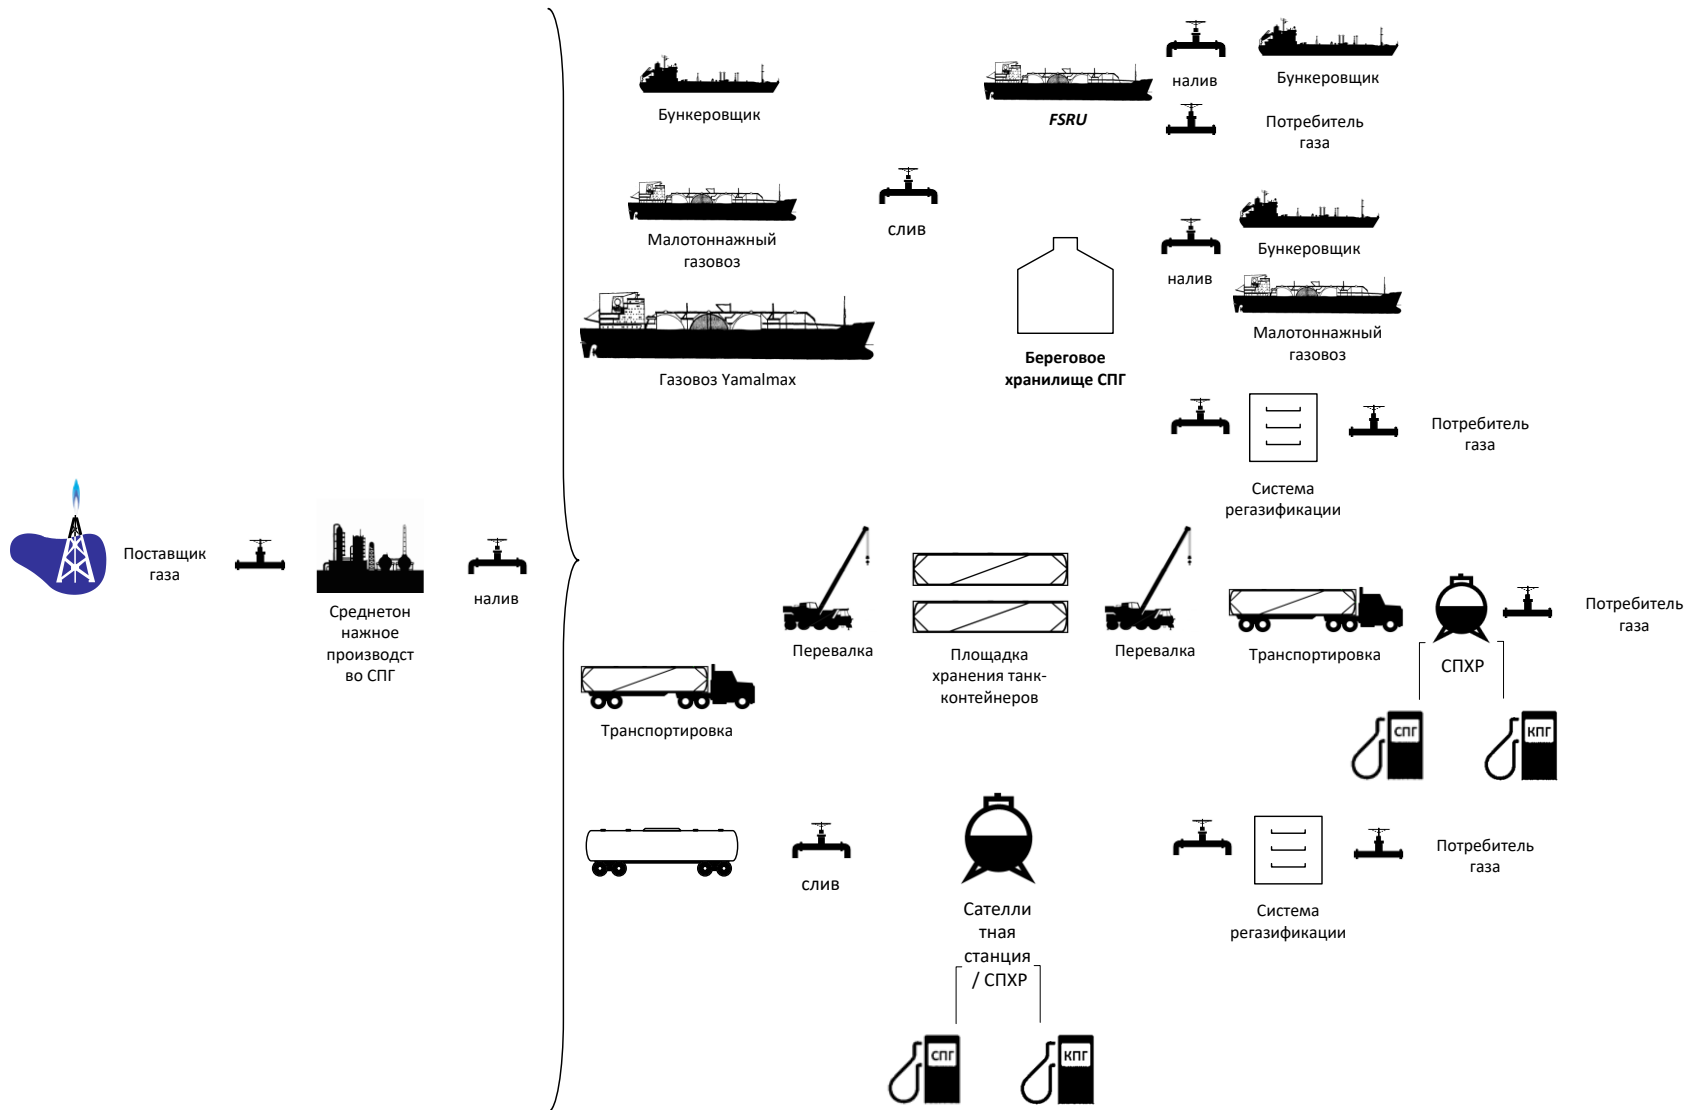 Поставщик
газа
Среднетон
нажное
производст
во СПГ
налив
Бункеровщик
Малотоннажный
газовоз
Газовоз Yamalmax
слив
FSRU
налив
Бункеровщик
Потребитель
газа
Береговое
хранилище СПГ
налив
Бункеровщик
Малотоннажный
газовоз
Система
регазификации
Потребитель
газа
Транспортировка
Перевалка
Площадка
хранения танк-
контейнеров
Перевалка
Транспортировка
СПХР
Потребитель
газа
СПГ
КПГ
слив
Сателли
тная
станция
/ СПХР
СПГ
КПГ
Система
регазификации
Потребитель
газа